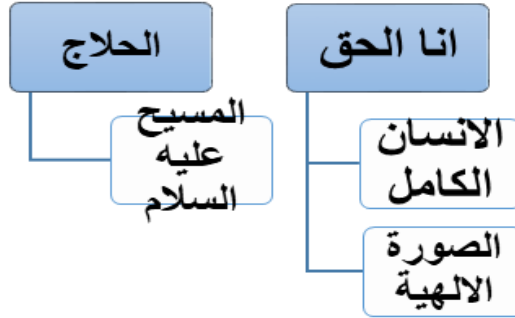 انا الحق
الانسان
الكامل
الصورة
الالهية
الحلاج
المسيح
عليه
السلام